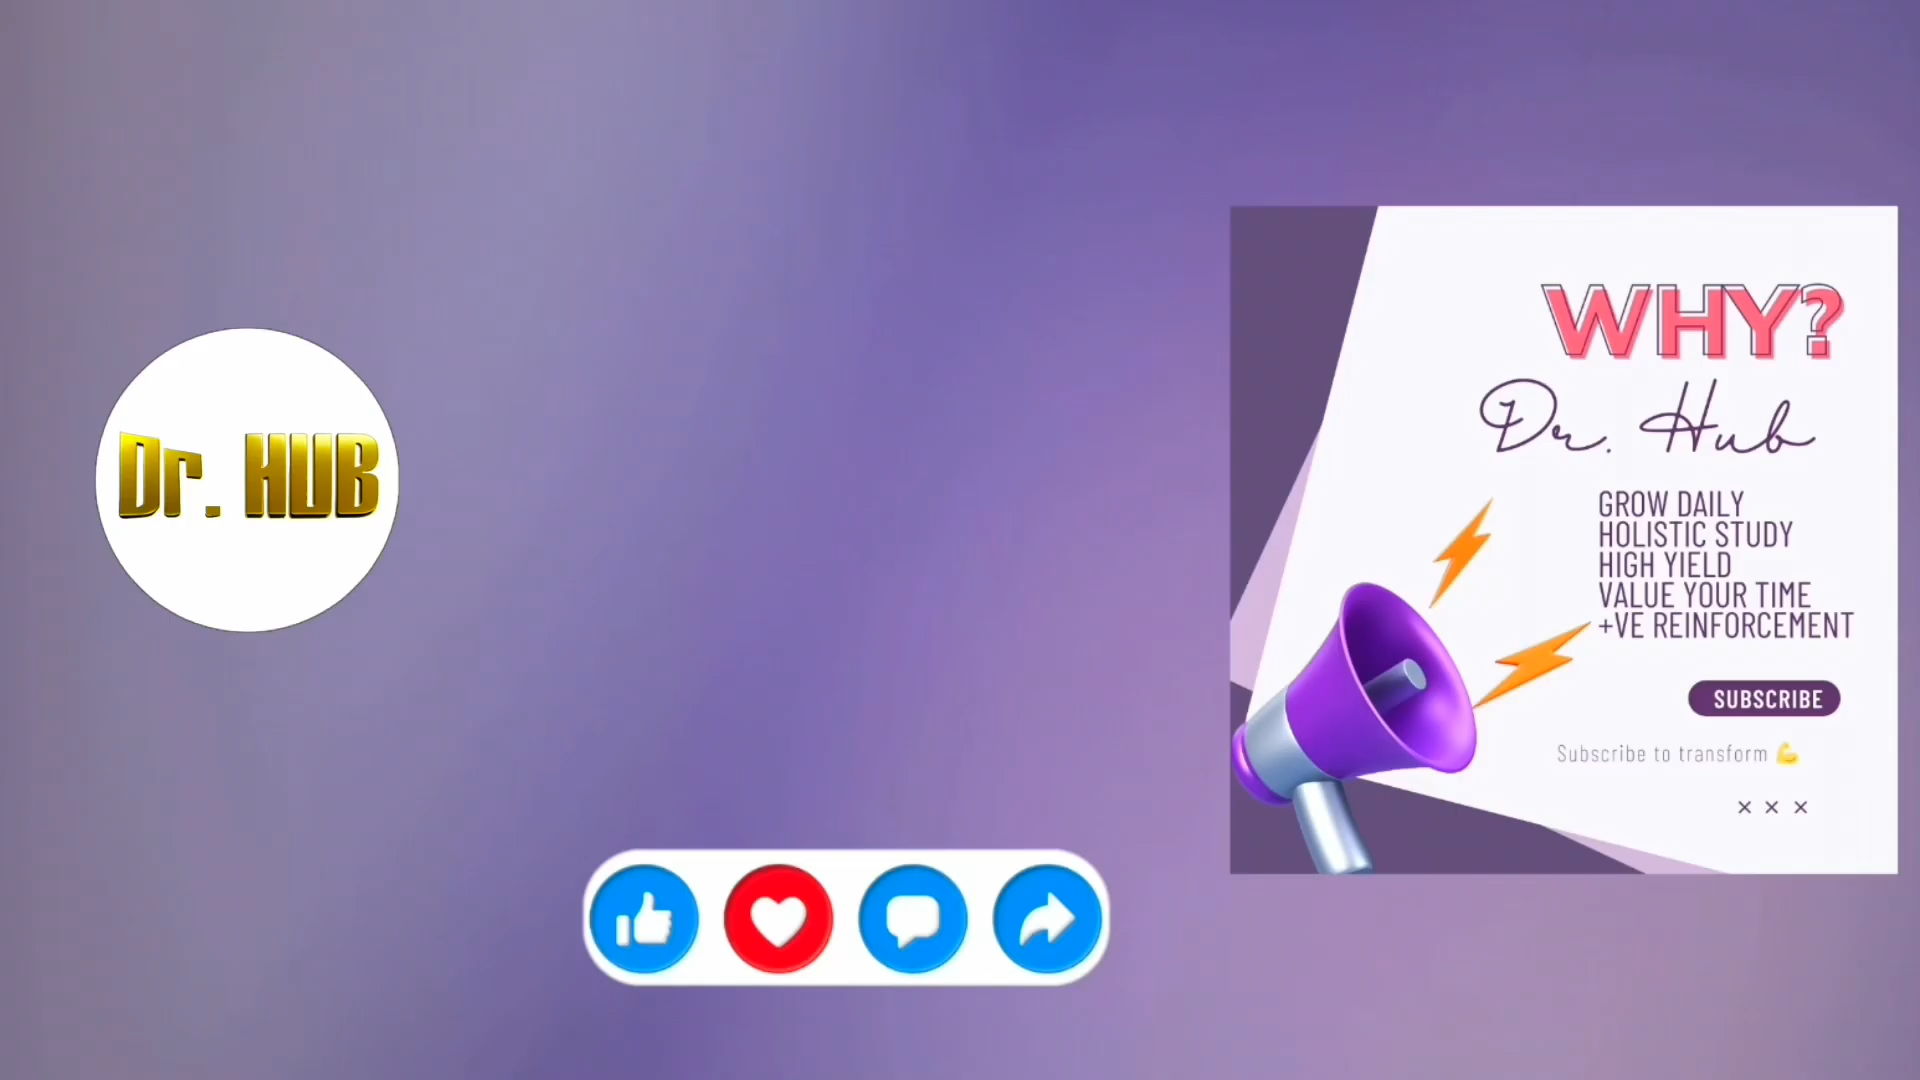 Dr. HUB
WHY?
Dr. Hub
GROW DAILY
HOLISTIC STUDY
HIGH YIELD
VALUE YOUR TIME
+VE REINFORCEMENT
SUBSCRIBE
Subscribe to transform 💪
× × ×